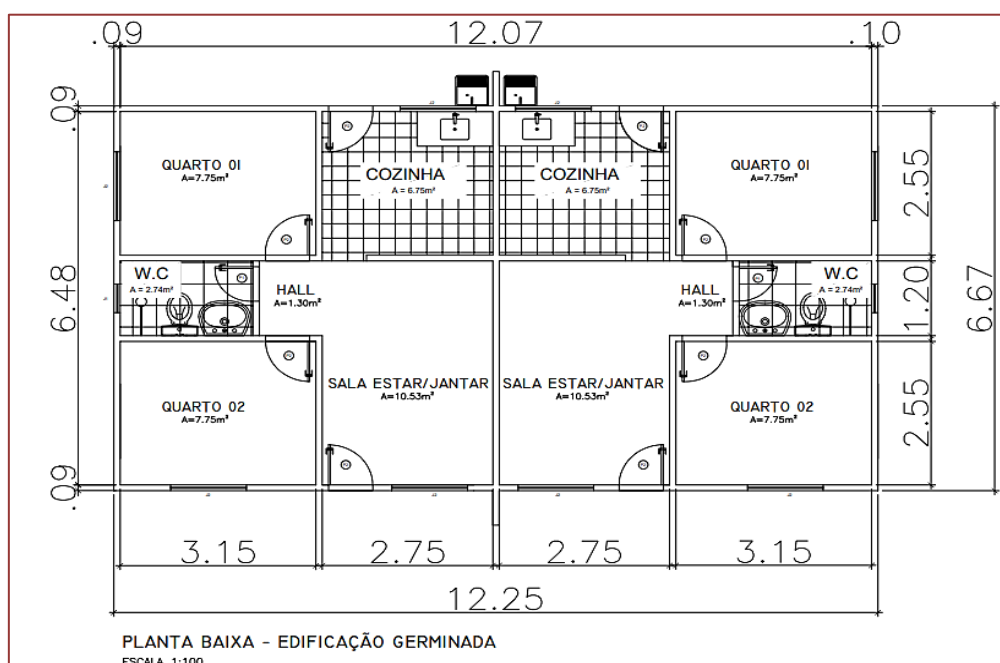 .09 12.07 .10
.09
QUARTO 01
A=7.75m²
COZINHA
A = 6.75m²
COZINHA
A = 6.75m²
QUARTO 01
A=7.75m²
2.55
W.C
A = 2.74m²
HALL
A=1.30m²
HALL
A=1.30m²
W.C
A = 2.74m²
6.48
1.20
6.67
SALA ESTAR/JANTAR
A=10.53m²
SALA ESTAR/JANTAR
A=10.53m²
QUARTO 02
A=7.75m²
QUARTO 02
A=7.75m²
2.55
.09
3.15 2.75 2.75 3.15
12.25
PLANTA BAIXA - EDIFICAÇÃO GERMINADA
ESCALA 1:100